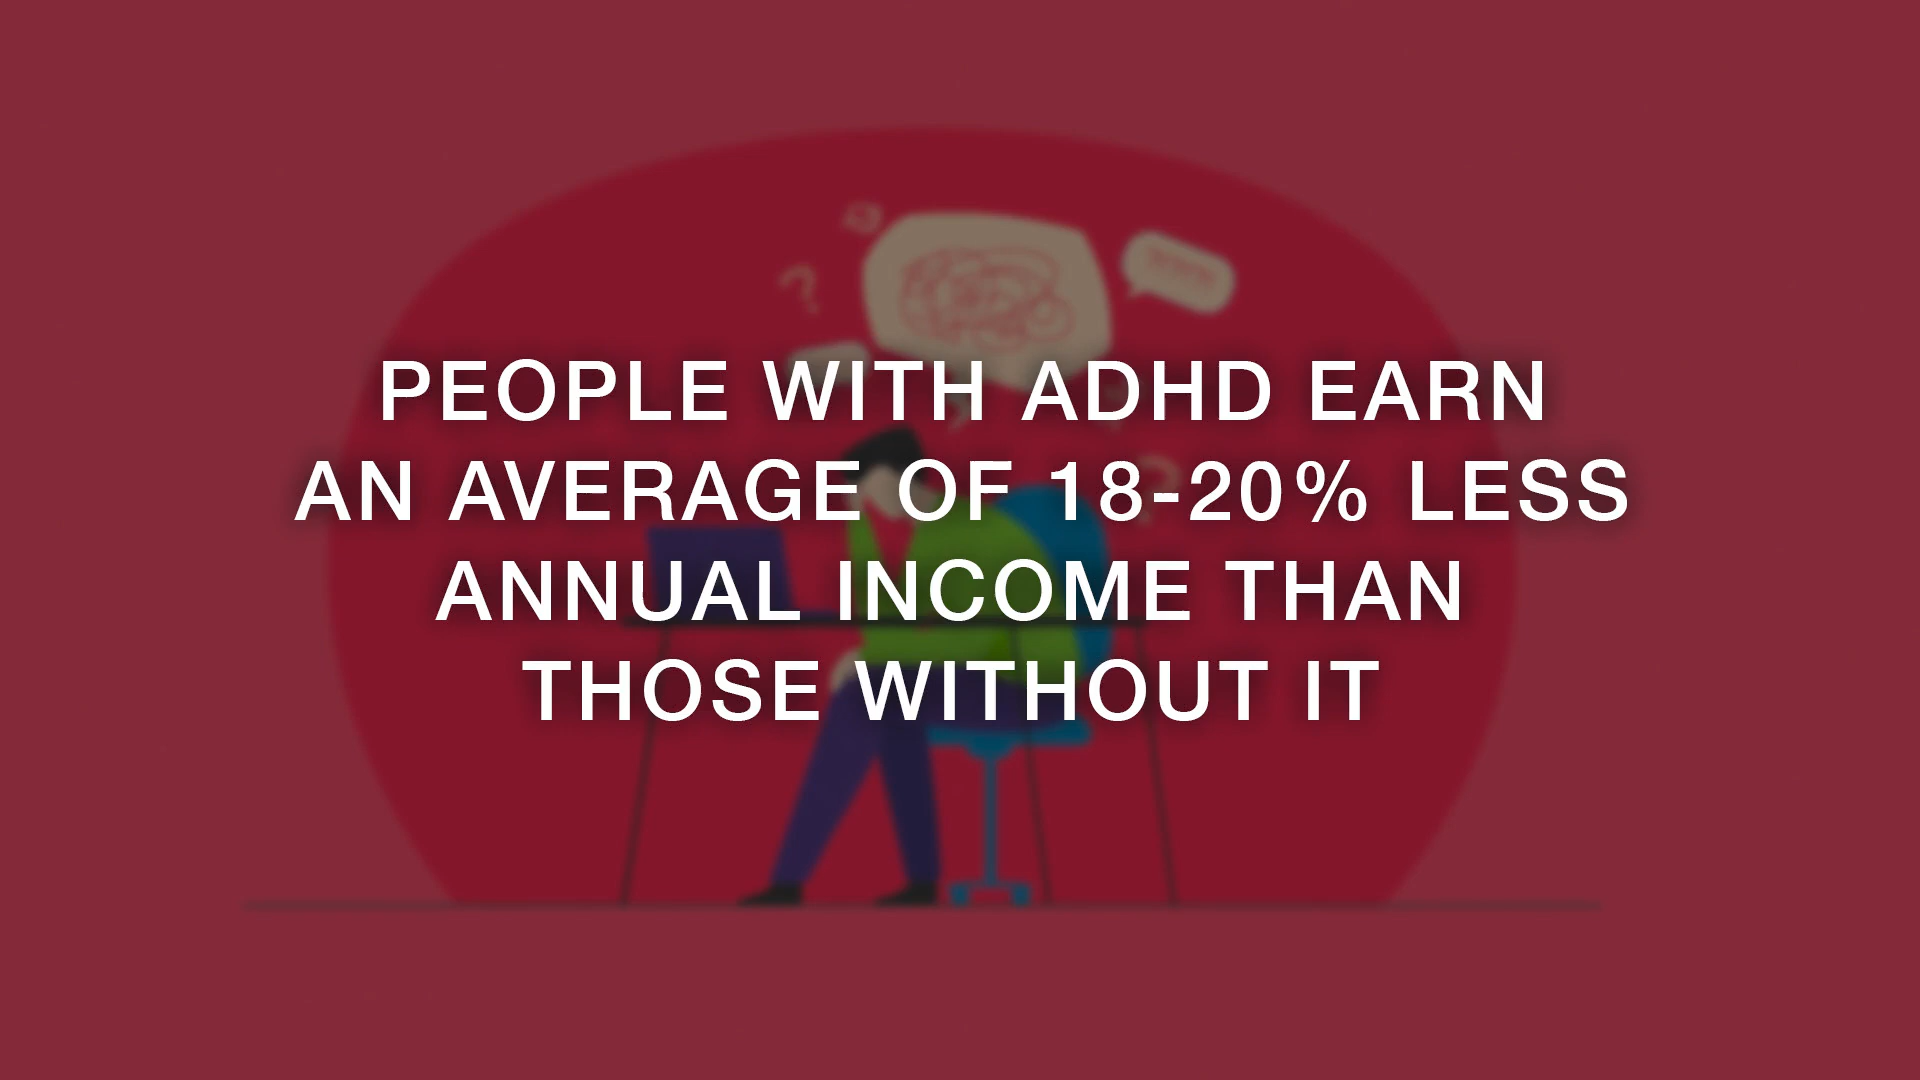 PEOPLE WITH ADHD EARN
AN AVERAGE OF 18-20% LESS
ANNUAL INCOME THAN
THOSE WITHOUT IT